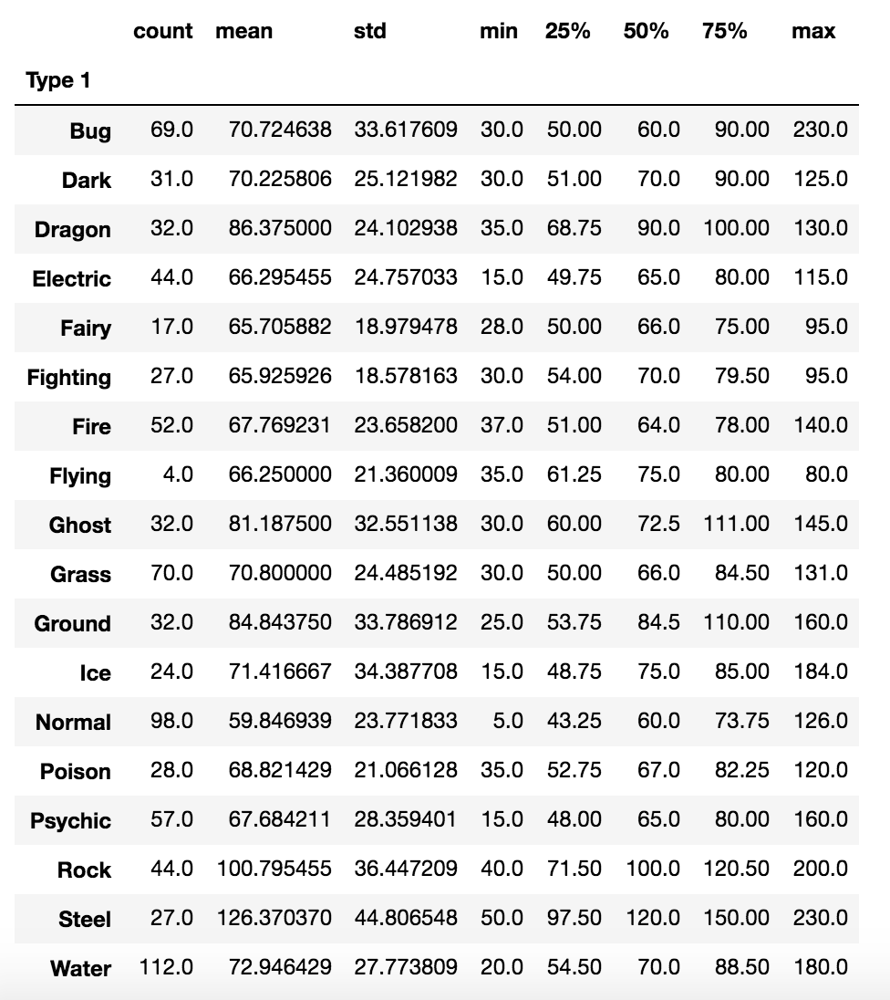 count mean std min 25% 50% 75% max
Type 1
Bug 69.0 70.724638 33.617609 30.0 50.00 60.0 90.00 230.0
Dark 31.0 70.225806 25.121982 30.0 51.00 70.0 90.00 125.0
Dragon 32.0 86.375000 24.102938 35.0 68.75 90.0 100.00 130.0
Electric 44.0 66.295455 24.757033 15.0 49.75 65.0 80.00 115.0
Fairy 17.0 65.705882 18.979478 28.0 50.00 66.0 75.00 95.0
Fighting 27.0 65.925926 18.578163 30.0 54.00 70.0 79.50 95.0
Fire 52.0 67.769231 23.658200 37.0 51.00 64.0 78.00 140.0
Flying 4.0 66.250000 21.360009 35.0 61.25 75.0 80.00 80.0
Ghost 32.0 81.187500 32.551138 30.0 60.00 72.5 111.00 145.0
Grass 70.0 70.800000 24.485192 30.0 50.00 66.0 84.50 131.0
Ground 32.0 84.843750 33.786912 25.0 53.75 84.5 110.00 160.0
Ice 24.0 71.416667 34.387708 15.0 48.75 75.0 85.00 184.0
Normal 98.0 59.846939 23.771833 5.0 43.25 60.0 73.75 126.0
Poison 28.0 68.821429 21.066128 35.0 52.75 67.0 82.25 120.0
Psychic 57.0 67.684211 28.359401 15.0 48.00 65.0 80.00 160.0
Rock 44.0 100.795455 36.447209 40.0 71.50 100.0 120.50 200.0
Steel 27.0 126.370370 44.806548 50.0 97.50 120.0 150.00 230.0
Water 112.0 72.946429 27.773809 20.0 54.50 70.0 88.50 180.0